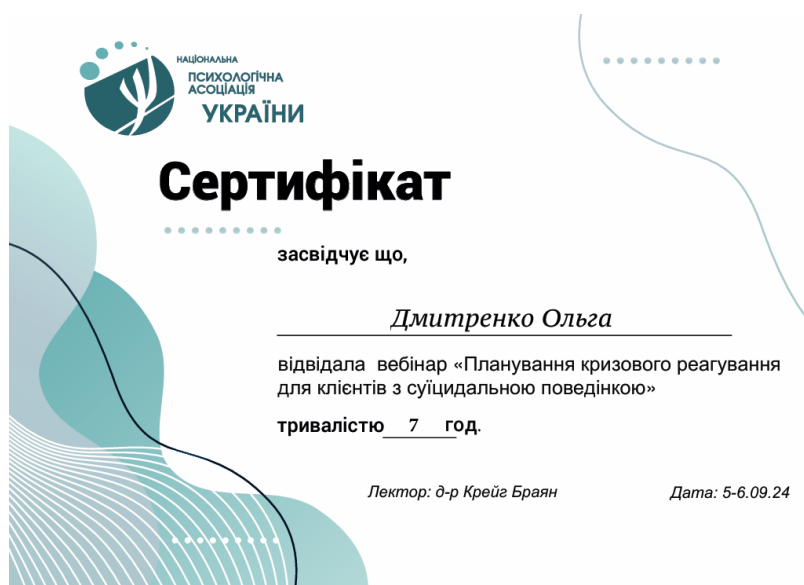 НАЦІОНАЛЬНА
ПСИХОЛОГІЧНА
АСОЦІАЦІЯ
УКРАЇНИ
Сертифікат
засвідчує що,
Дмитренко Ольга
відвідала вебінар «Планування кризового реагування
для клієнтів з суїцидальною поведінкою»
тривалістю 7 год.
Лектор: д-р Крейг Браян Дата: 5-6.09.24